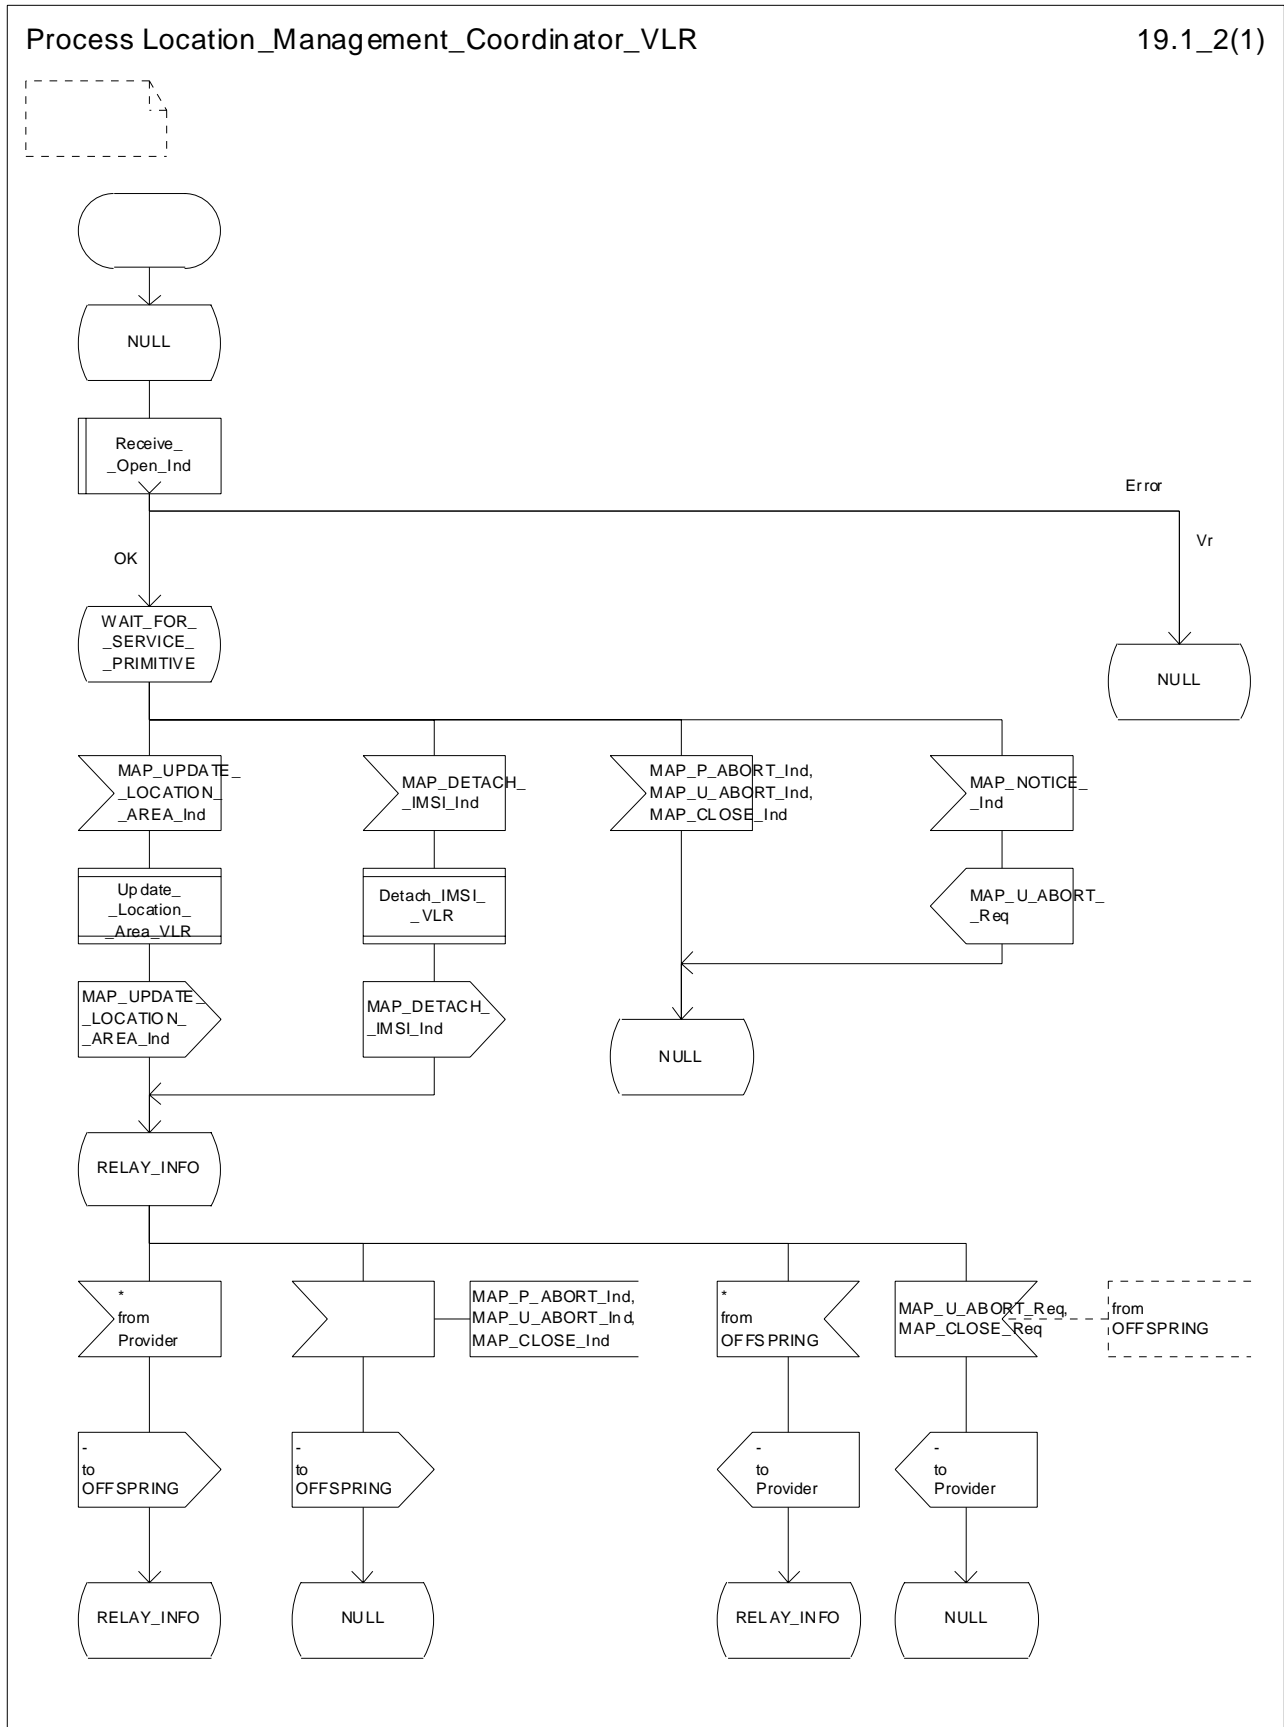 Process Location_Management_Coordinator_VLR
19.1_2(1)
NULL
Receive_
_Open_Ind
Error
Vr
OK
WAIT_FOR_
_SERVICE_
_PRIMITIVE
NULL
MAP_UPDATE_
_LOCATION_
_AREA_Ind
MAP_DETACH_
_IMSI_Ind
MAP_P_ABORT_Ind,
MAP_U_ABORT_Ind,
MAP_CLOSE_Ind
MAP_NOTICE_
_Ind
Update_
_Location_
_Area_VLR
Detach_IMSI_
_VLR
MAP_U_ABORT_
_Req
MAP_UPDATE_
_LOCATION_
_AREA_Ind
MAP_DETACH_
_IMSI_Ind
NULL
RELAY_INFO
*
from
Provider
MAP_P_ABORT_Ind,
MAP_U_ABORT_Ind,
MAP_CLOSE_Ind
*
from
OFFSPRING
MAP_U_ABORT_Req,
MAP_CLOSE_Req
from
OFFSPRING
-
to
OFFSPRING
-
to
OFFSPRING
-
to
Provider
-
to
Provider
RELAY_INFO
NULL
RELAY_INFO
NULL